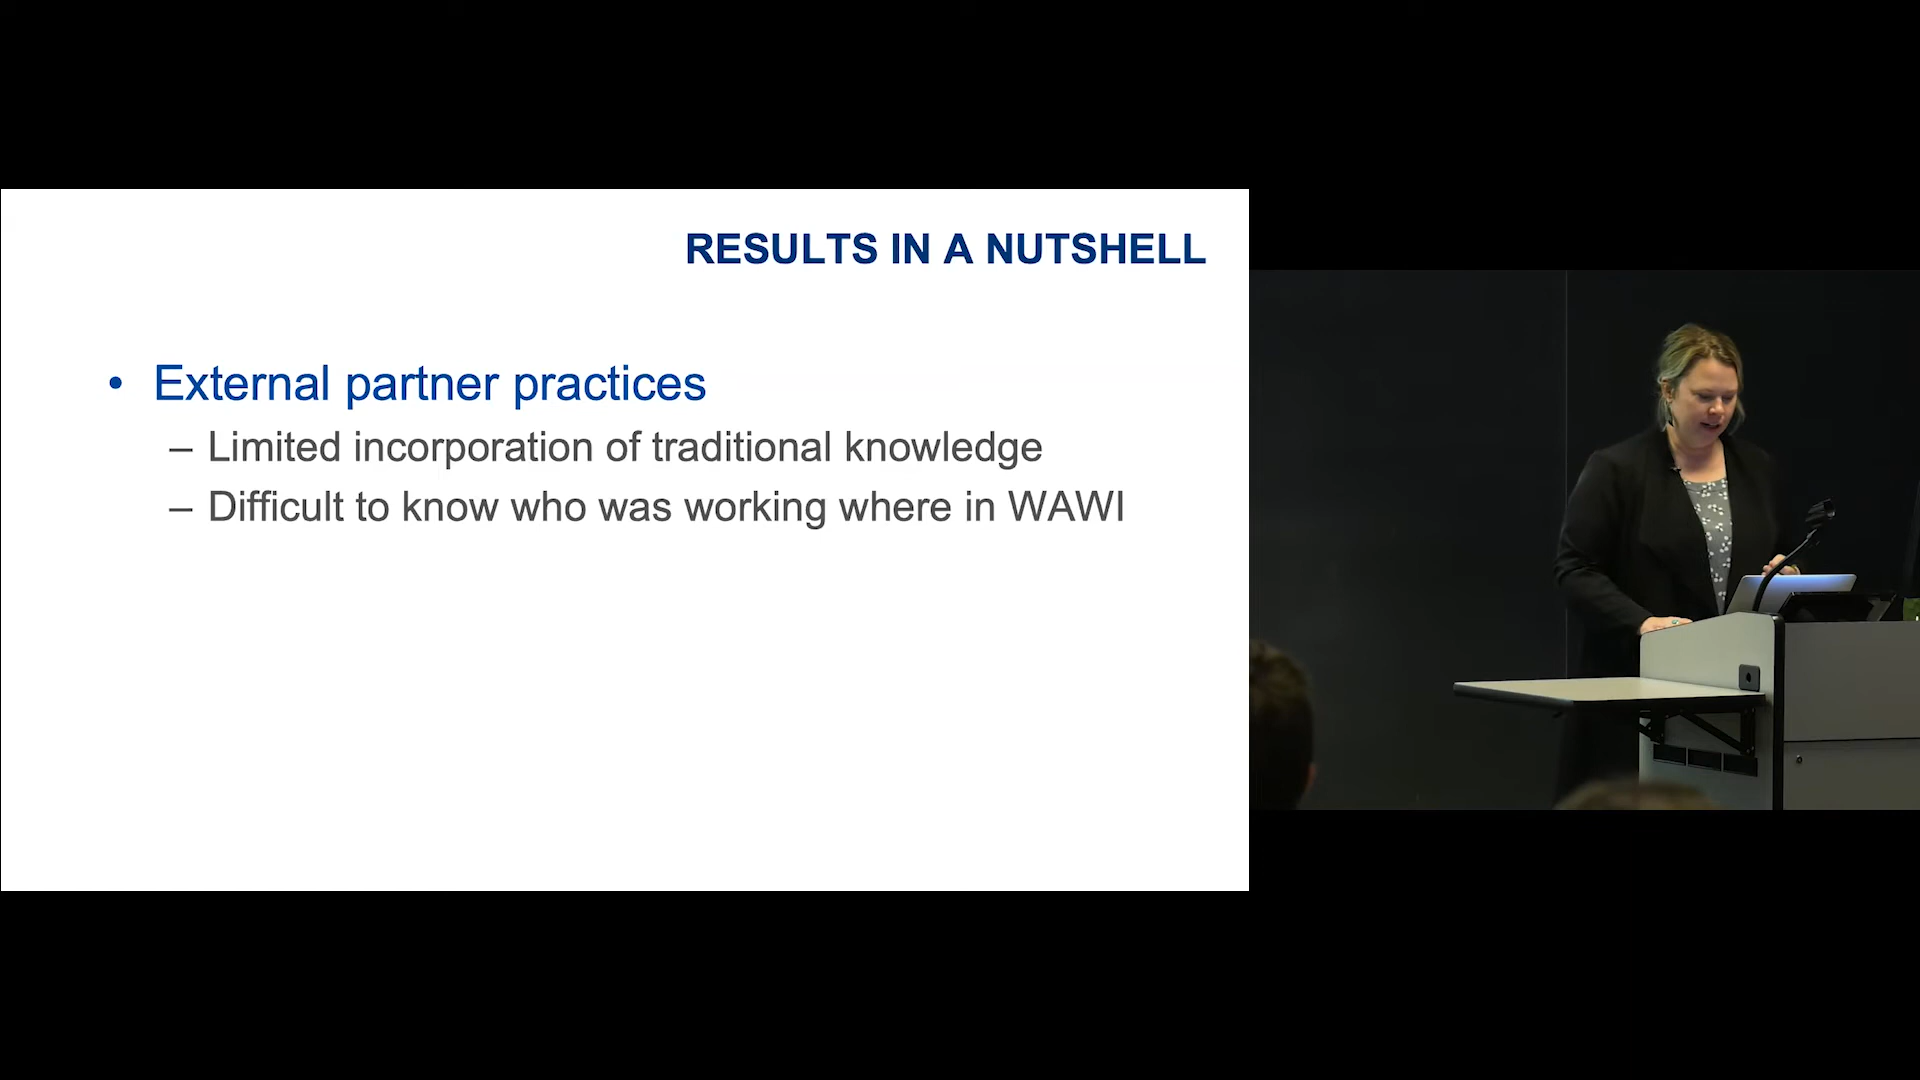 RESULTS IN A NUTSHELL
• External partner practices
– Limited incorporation of traditional knowledge
– Difficult to know who was working where in WAWI